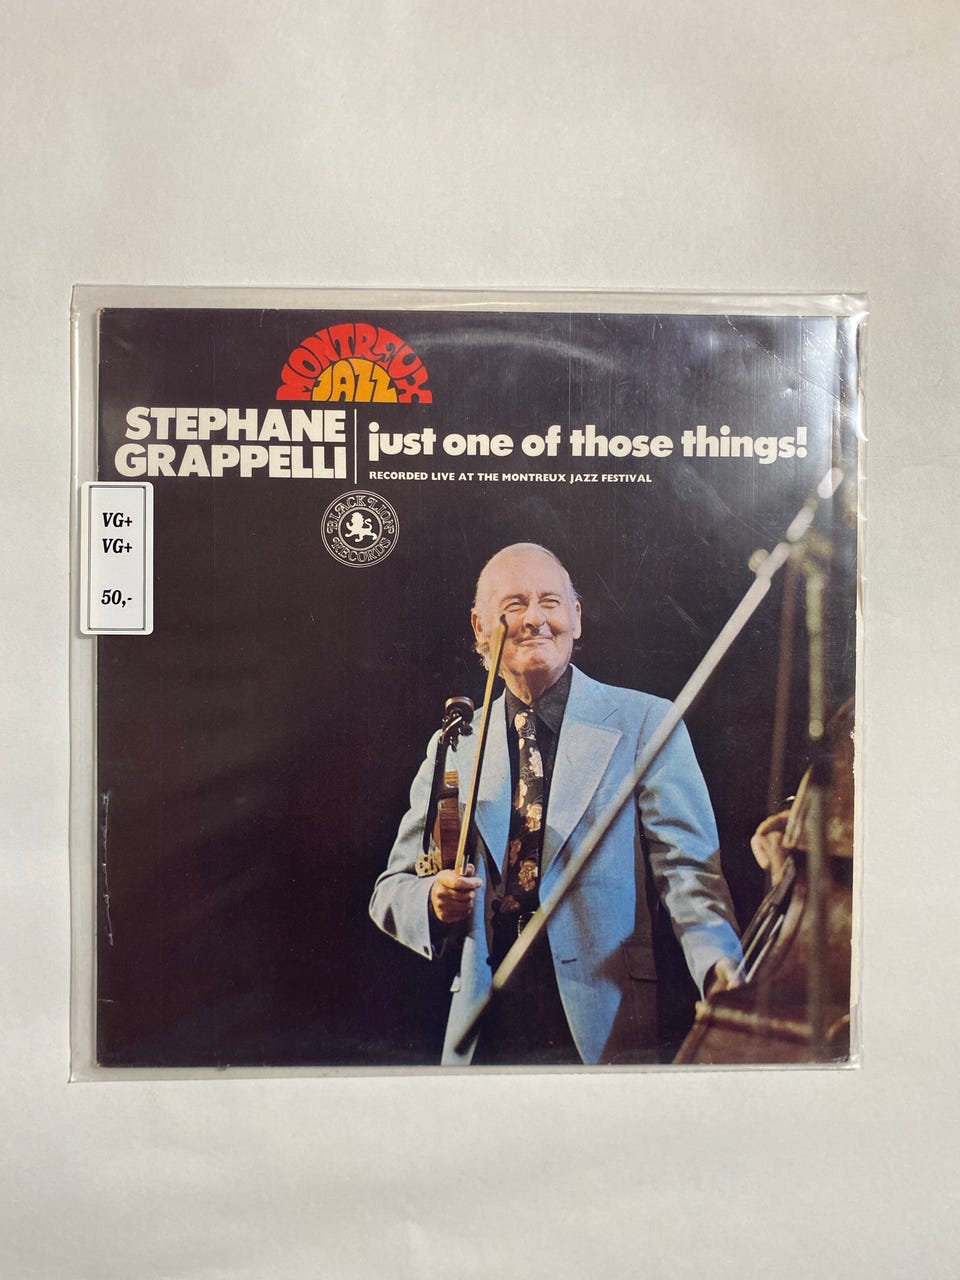 MONTREUX
JAZZ
STEPHANE
GRAPPELLI
just one of those things!
RECORDED LIVE AT THE MONTREUX JAZZ FESTIVAL
BLACK LION
RECORDS
VG+
VG+
50,-